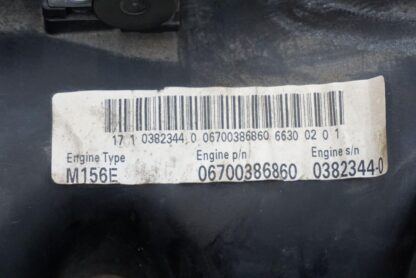 17 1 0382344 0 06700386860 6630 02 0 1
Engine Type Engine p/n Engine s/n
M156E 06700386860 0382344-0